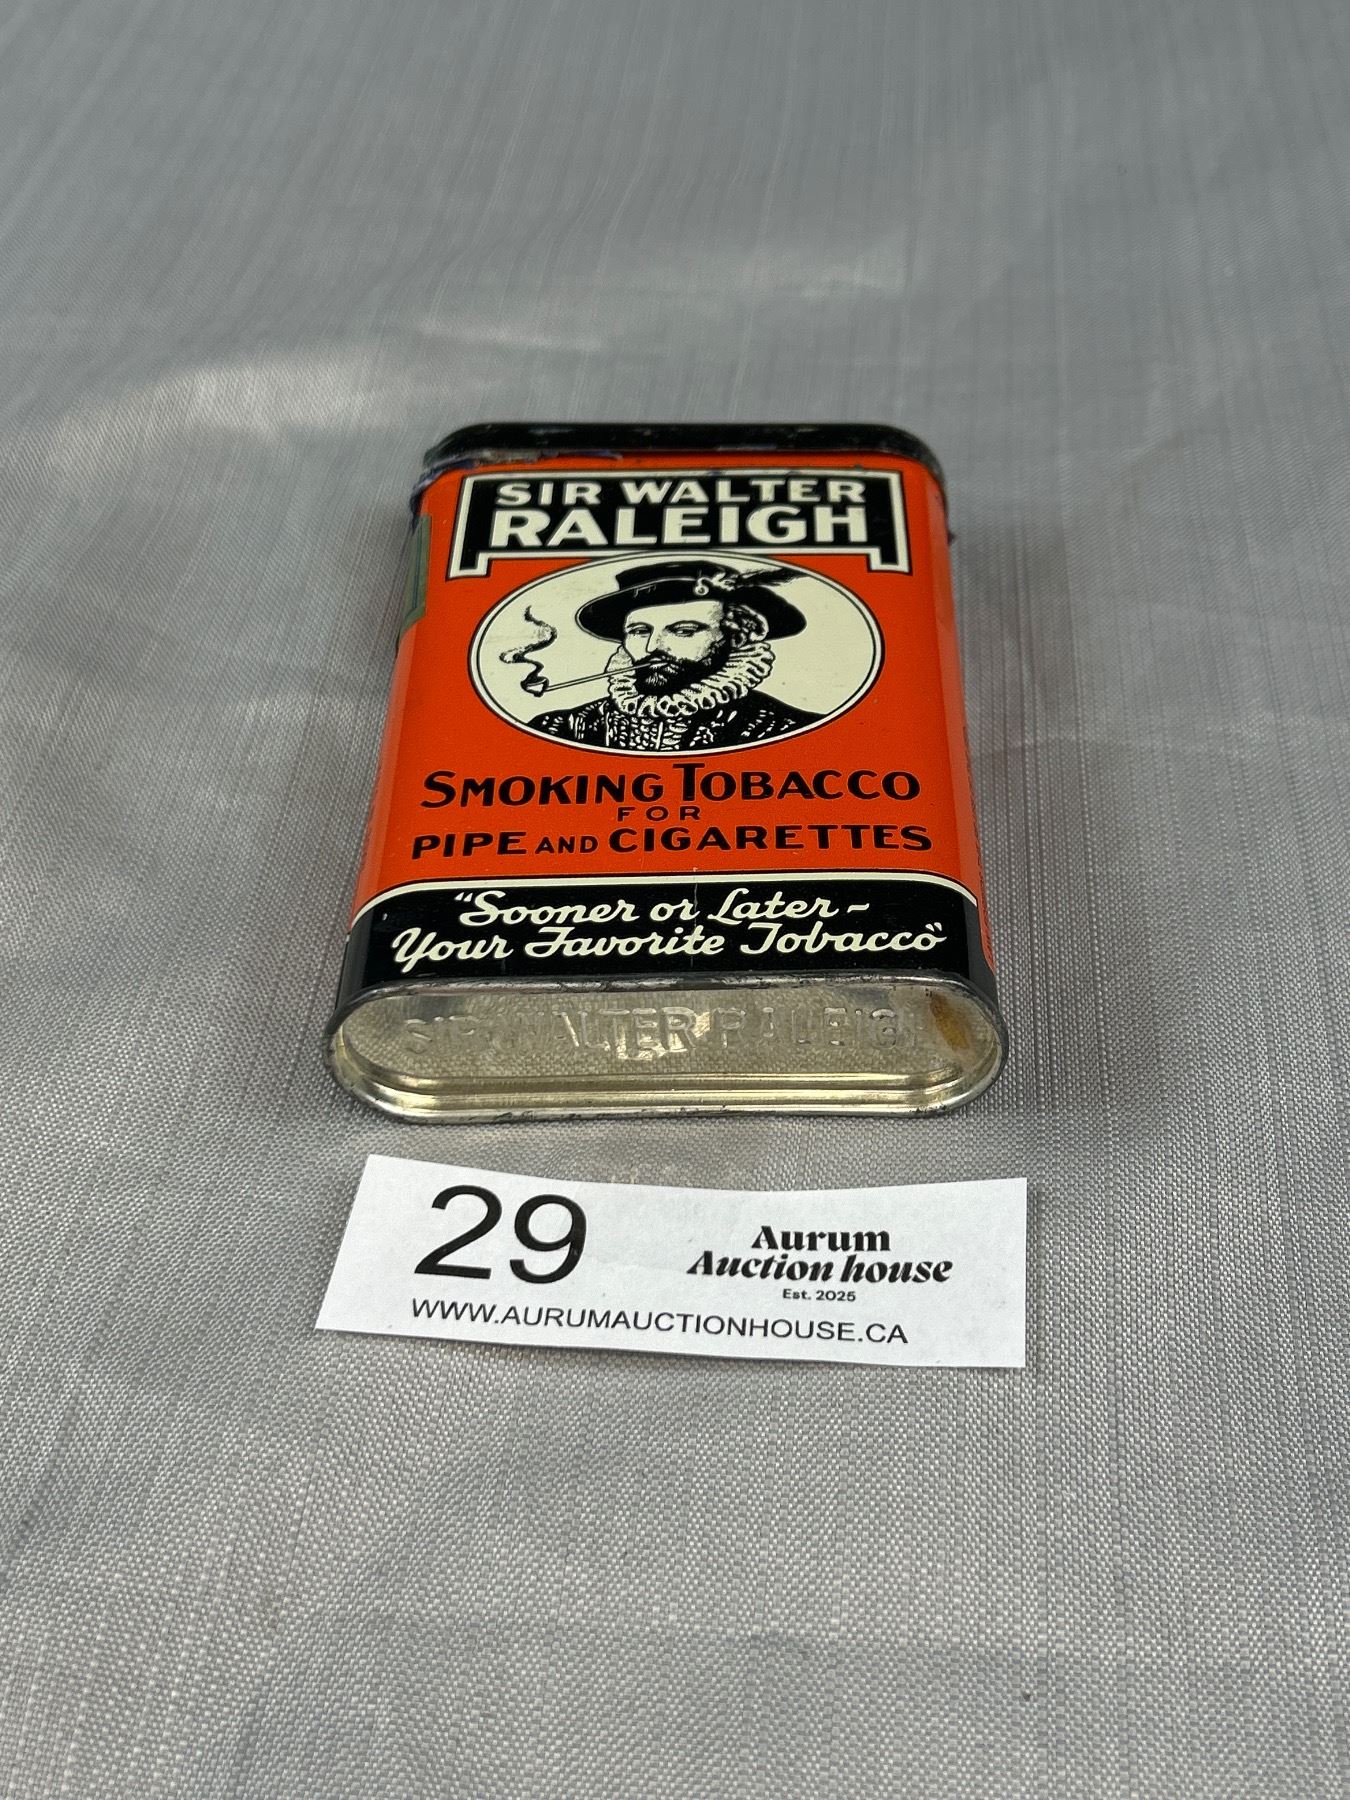 SIR WALTER
RALEIGH
SMOKING TOBACCO
FOR
PIPE AND CIGARETTES
"Sooner or Later -
Your Favorite Tobacco"
SIR WALTER RALEIGH
29
Aurum
Auction house
Est. 2025
WWW.AURUMAUCTIONHOUSE.CA